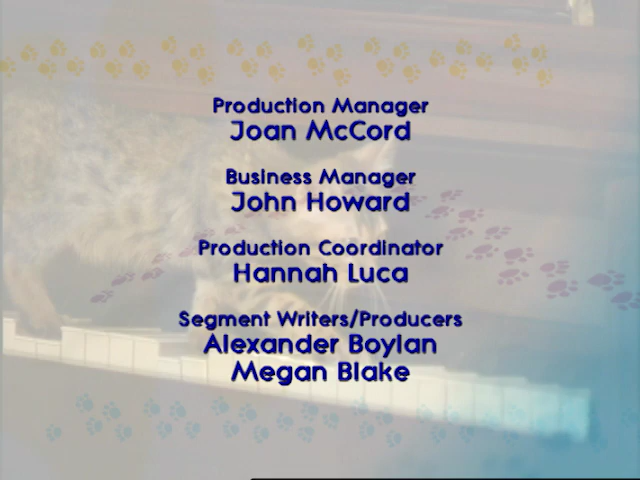 Production Manager
Joan McCord
Business Manager
John Howard
Production Coordinator
Hannah Luca
Segment Writers/Producers
Alexander Boylan
Megan Blake